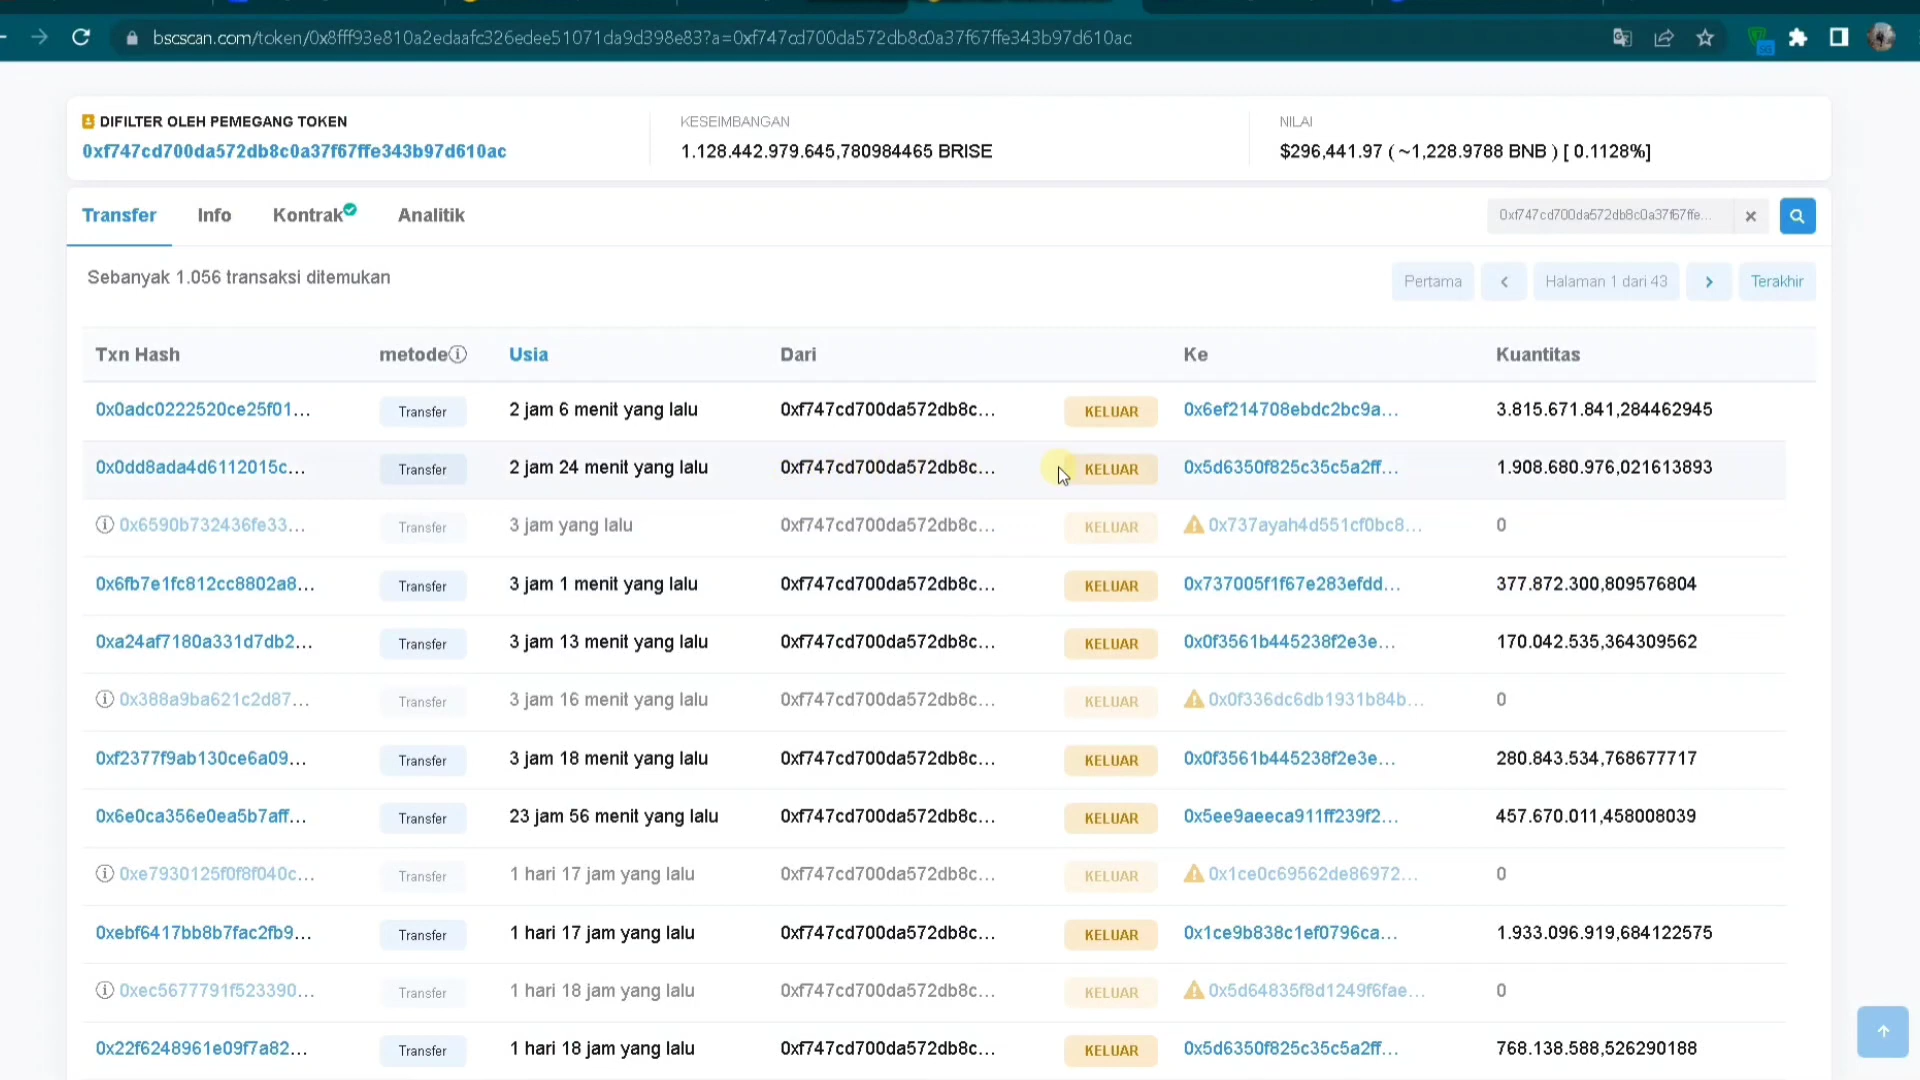 bscscan.com/token/0x8fff93e810a2edaafc326edee51071da9d398e83?a=0xf747cd700da572db8c0a37f67ffe343b97d610ac
DIFILTER OLEH PEMEGANG TOKEN
0xf747cd700da572db8c0a37f67ffe343b97d610ac
KESEIMBANGAN
1.128.442.979.645,780984465 BRISE
NILAI
$296,441.97 ( ~1,228.9788 BNB ) [ 0.1128%]
Transfer Info Kontrak Analitik 0xf747cd700da572db8c0a37f67ffe...
Sebanyak 1.056 transaksi ditemukan
Pertama Halaman 1 dari 43 Terakhir
Txn Hash metode Usia Dari Ke Kuantitas
0x0adc0222520ce25f01... Transfer 2 jam 6 menit yang lalu 0xf747cd700da572db8c... KELUAR 0x6ef214708ebdc2bc9a... 3.815.671.841,284462945
0x0dd8ada4d6112015c... Transfer 2 jam 24 menit yang lalu 0xf747cd700da572db8c... KELUAR 0x5d6350f825c35c5a2ff... 1.908.680.976,021613893
0x6590b732436fe33... Transfer 3 jam yang lalu 0xf747cd700da572db8c... KELUAR 0x737ayah4d551cf0bc8... 0
0x6fb7e1fc812cc8802a8... Transfer 3 jam 1 menit yang lalu 0xf747cd700da572db8c... KELUAR 0x737005f1f67e283efdd... 377.872.300,809576804
0xa24af7180a331d7db2... Transfer 3 jam 13 menit yang lalu 0xf747cd700da572db8c... KELUAR 0x0f3561b445238f2e3e... 170.042.535,364309562
0x388a9ba621c2d87... Transfer 3 jam 16 menit yang lalu 0xf747cd700da572db8c... KELUAR 0x0f336dc6db1931b84b... 0
0xf2377f9ab130ce6a09... Transfer 3 jam 18 menit yang lalu 0xf747cd700da572db8c... KELUAR 0x0f3561b445238f2e3e... 280.843.534,768677717
0x6e0ca356e0ea5b7aff... Transfer 23 jam 56 menit yang lalu 0xf747cd700da572db8c... KELUAR 0x5ee9aeeca911ff239f2... 457.670.011,458008039
0xe7930125f0f8f040c... Transfer 1 hari 17 jam yang lalu 0xf747cd700da572db8c... KELUAR 0x1ce0c69562de86972... 0
0xebf6417bb8b7fac2fb9... Transfer 1 hari 17 jam yang lalu 0xf747cd700da572db8c... KELUAR 0x1ce9b838c1ef0796ca... 1.933.096.919,684122575
0xec5677791f523390... Transfer 1 hari 18 jam yang lalu 0xf747cd700da572db8c... KELUAR 0x5d64835f8d1249f6fae... 0
0x22f6248961e09f7a82... Transfer 1 hari 18 jam yang lalu 0xf747cd700da572db8c... KELUAR 0x5d6350f825c35c5a2ff... 768.138.588,526290188